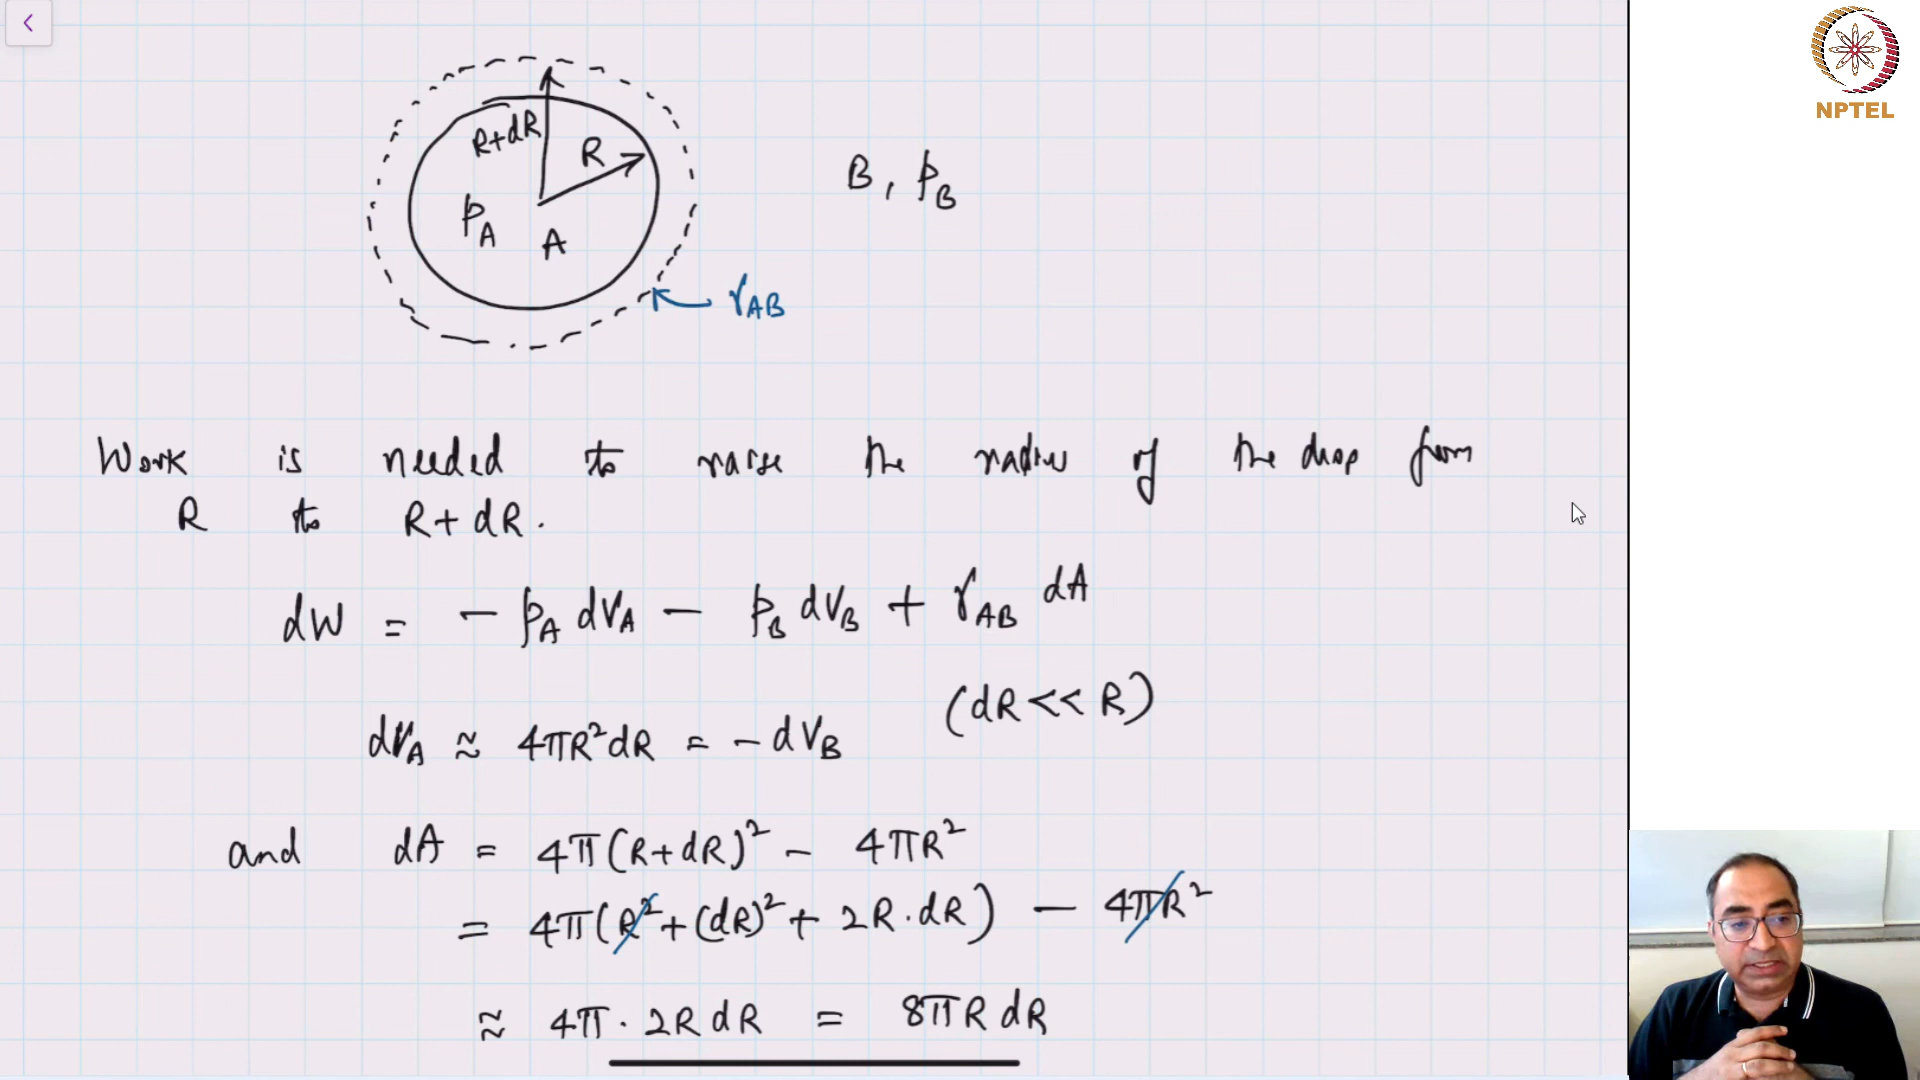 NPTEL
R+dR
R
B, pB
pA
A
γAB
Work is needed to raise the radius of the drop from
R to R+dR.
dW = - pA dVA - pB dVB + γAB dA
(dR << R)
dVA ≈ 4πR²dR = - dVB
and dA = 4π(R+dR)² - 4πR²
= 4π(R² + (dR)² + 2R·dR) - 4πR²
≈ 4π · 2R dR = 8πR dR